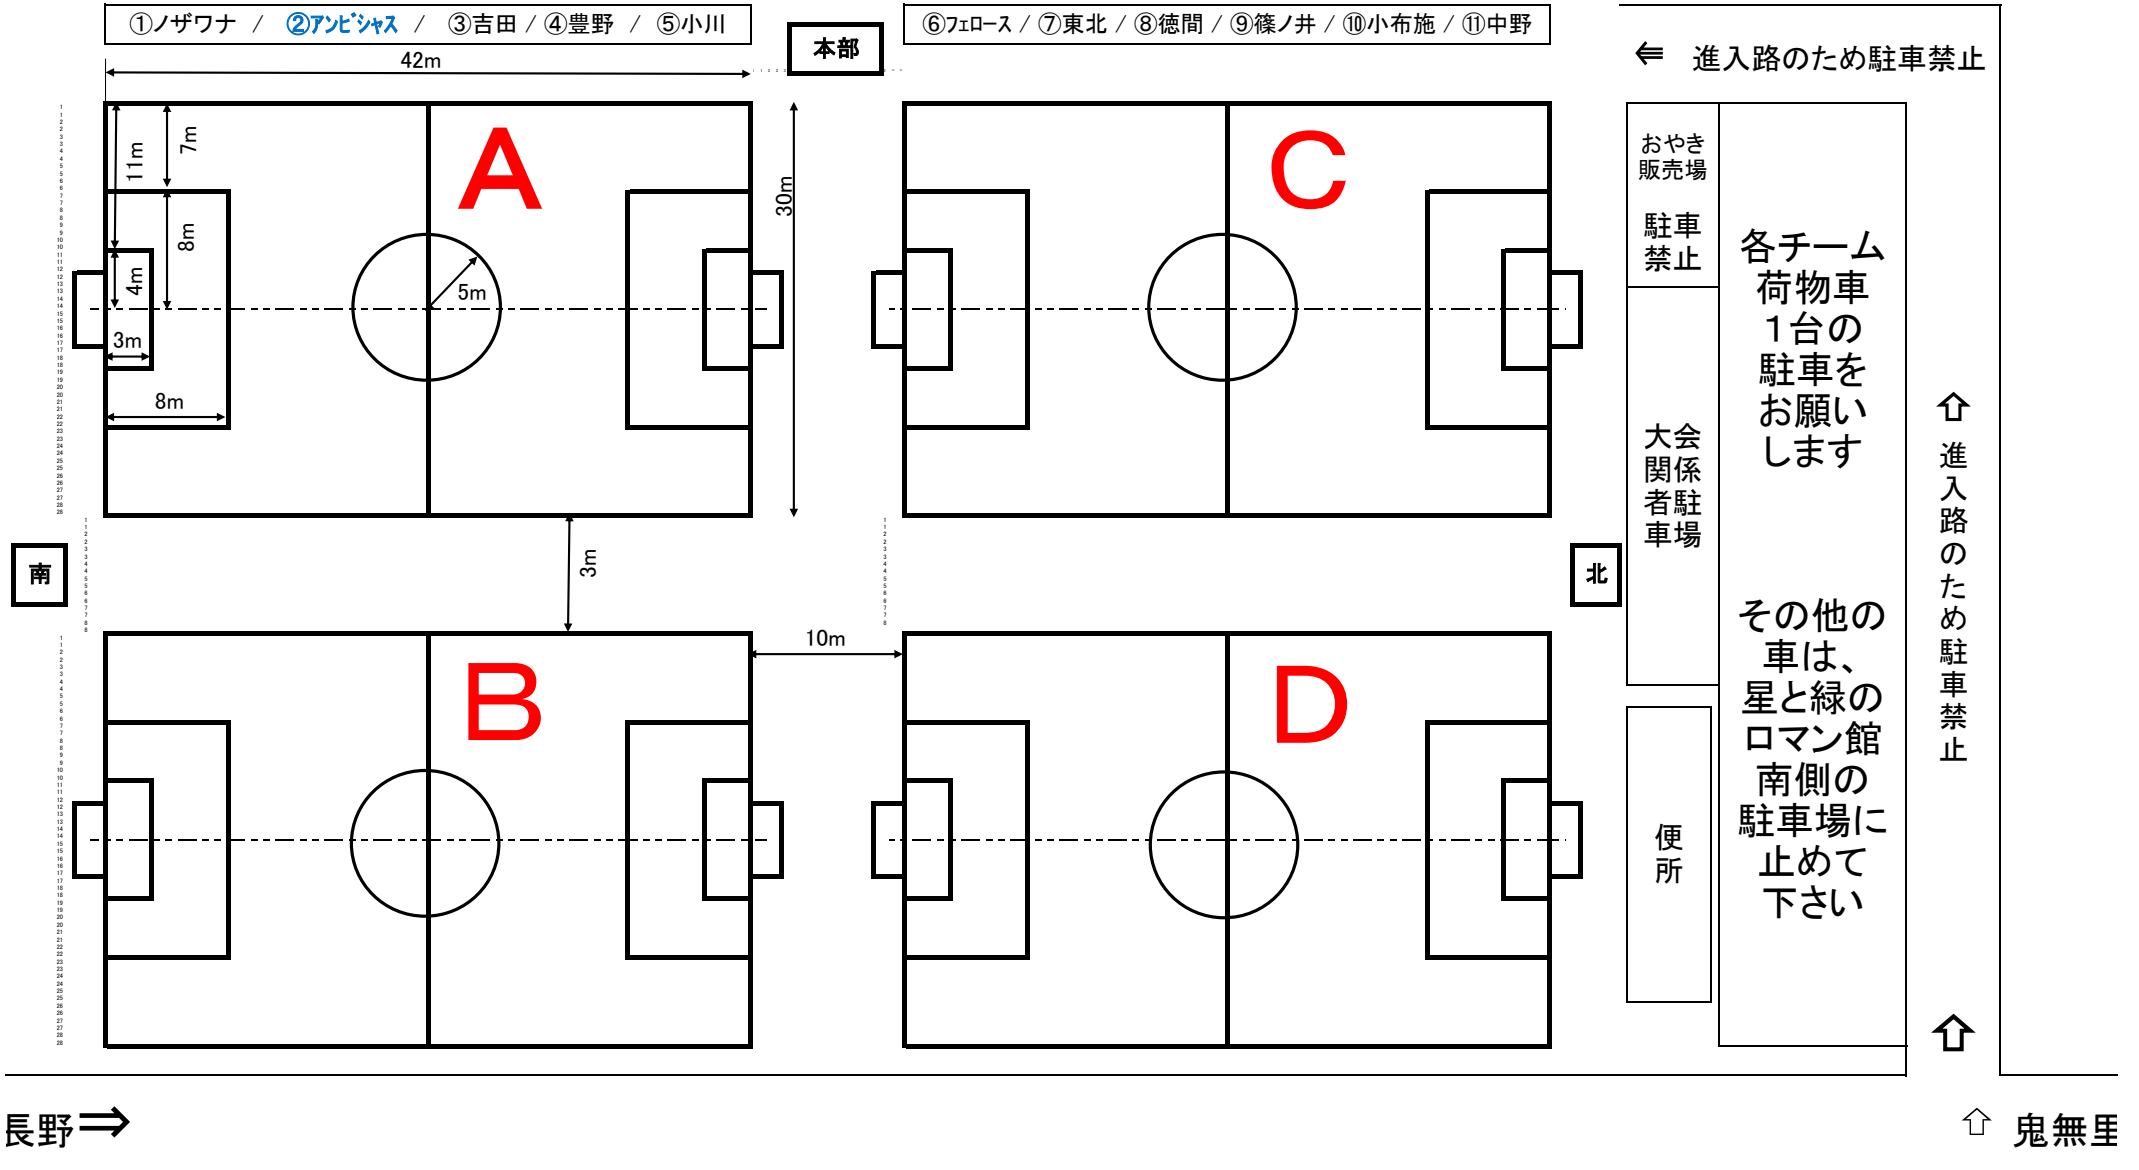 ①ノザワナ / ②アンビシャス / ③吉田 / ④豊野 / ⑤小川
本部
⑥フェロース / ⑦東北 / ⑧徳間 / ⑨篠ノ井 / ⑩小布施 / ⑪中野
⇐ 進入路のため駐車禁止
42m
11m
7m
8m
4m
5m
3m
8m
30m
A
C
おやき
販売場
駐車
禁止
各チーム
荷物車
1台の
駐車を
お願い
します
大会
関係
者駐
車場
⇧進入路のため駐車禁止
南
3m
北
10m
B
D
その他の
車は、
星と緑の
ロマン館
南側の
駐車場に
止めて
下さい
便
所
⇧
長野⇒
⇧ 鬼無里